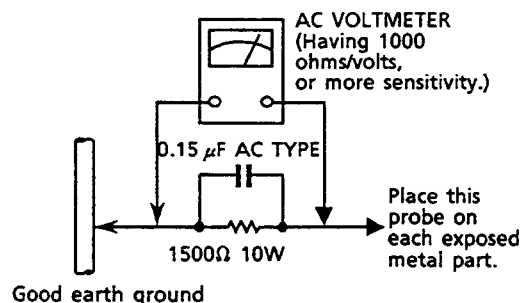 AC VOLTMETER
(Having 1000
ohms/volts,
or more sensitivity.)
0.15 µF AC TYPE
1500Ω 10W
Place this
probe on
each exposed
metal part.
Good earth ground